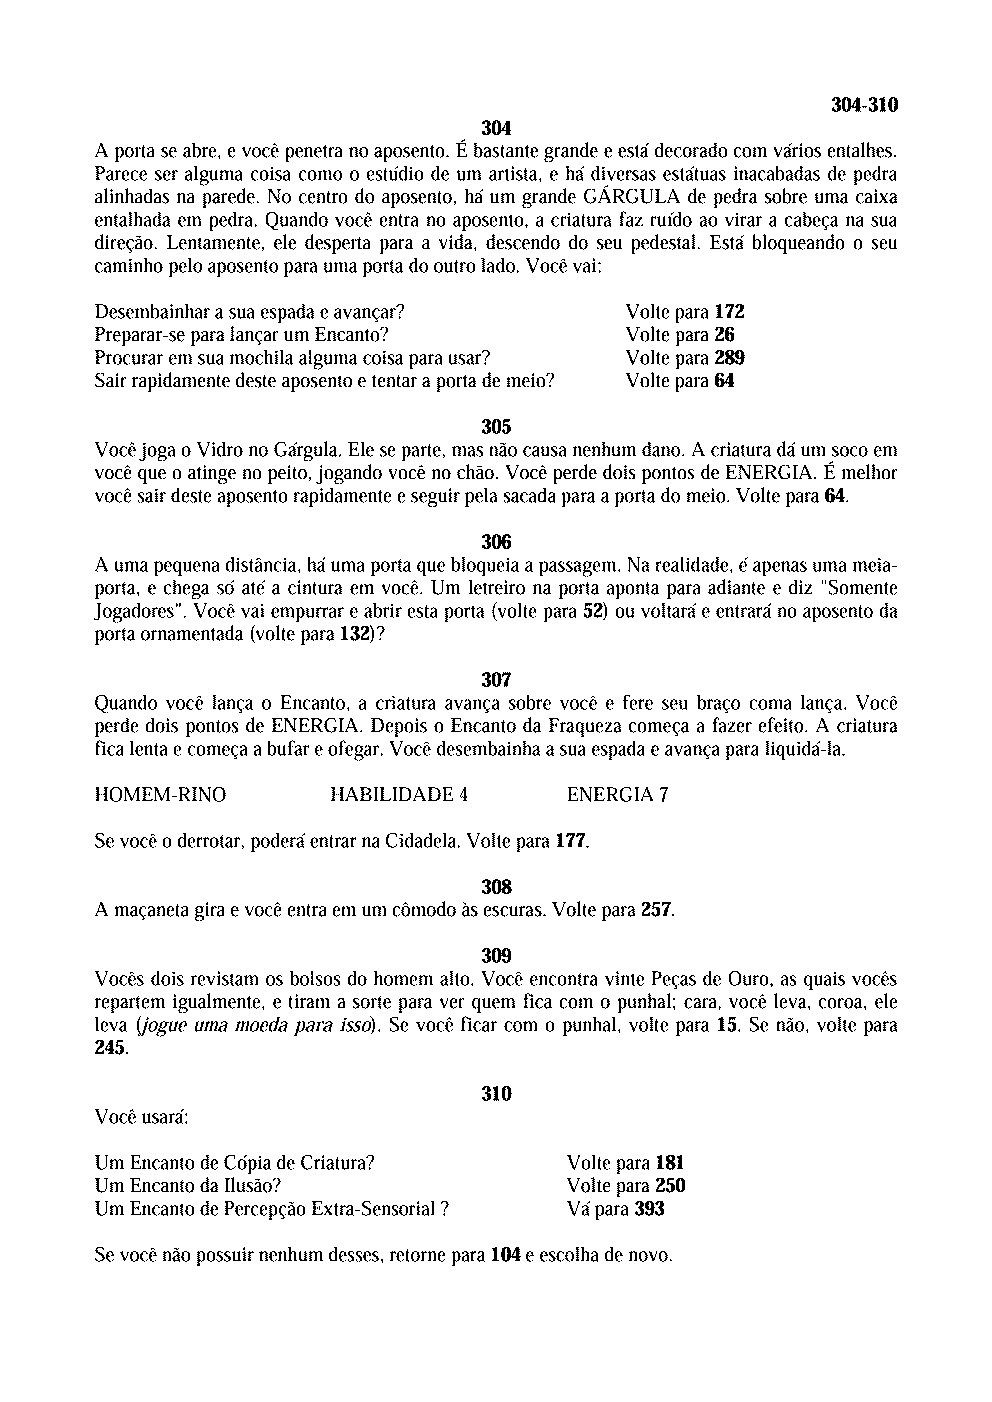 304-310
304
A porta se abre, e você penetra no aposento. É bastante grande e está decorado com vários entalhes.
Parece ser alguma coisa como o estúdio de um artista, e há diversas estátuas inacabadas de pedra
alinhadas na parede. No centro do aposento, há um grande GÁRGULA de pedra sobre uma caixa
entalhada em pedra. Quando você entra no aposento, a criatura faz ruído ao virar a cabeça na sua
direção. Lentamente, ele desperta para a vida, descendo do seu pedestal. Está bloqueando o seu
caminho pelo aposento para uma porta do outro lado. Você vai:
Desembainhar a sua espada e avançar? Volte para 172
Preparar-se para lançar um Encanto? Volte para 26
Procurar em sua mochila alguma coisa para usar? Volte para 289
Sair rapidamente deste aposento e tentar a porta de meio? Volte para 64
305
Você joga o Vidro no Gárgula. Ele se parte, mas não causa nenhum dano. A criatura dá um soco em
você que o atinge no peito, jogando você no chão. Você perde dois pontos de ENERGIA. É melhor
você sair deste aposento rapidamente e seguir pela sacada para a porta do meio. Volte para 64.
306
A uma pequena distância, há uma porta que bloqueia a passagem. Na realidade, é apenas uma meia-
porta, e chega só até a cintura em você. Um letreiro na porta aponta para adiante e diz "Somente
Jogadores". Você vai empurrar e abrir esta porta (volte para 52) ou voltará e entrará no aposento da
porta ornamentada (volte para 132)?
307
Quando você lança o Encanto, a criatura avança sobre você e fere seu braço coma lança. Você
perde dois pontos de ENERGIA. Depois o Encanto da Fraqueza começa a fazer efeito. A criatura
fica lenta e começa a bufar e ofegar. Você desembainha a sua espada e avança para liquidá-la.
HOMEM-RINO HABILIDADE 4 ENERGIA 7
Se você o derrotar, poderá entrar na Cidadela. Volte para 177.
308
A maçaneta gira e você entra em um cômodo às escuras. Volte para 257.
309
Vocês dois revistam os bolsos do homem alto. Você encontra vinte Peças de Ouro, as quais vocês
repartem igualmente, e tiram a sorte para ver quem fica com o punhal; cara, você leva, coroa, ele
leva (jogue uma moeda para isso). Se você ficar com o punhal, volte para 15. Se não, volte para
245.
310
Você usará:
Um Encanto de Cópia de Criatura? Volte para 181
Um Encanto da Ilusão? Volte para 250
Um Encanto de Percepção Extra-Sensorial ? Vá para 393
Se você não possuir nenhum desses, retorne para 104 e escolha de novo.